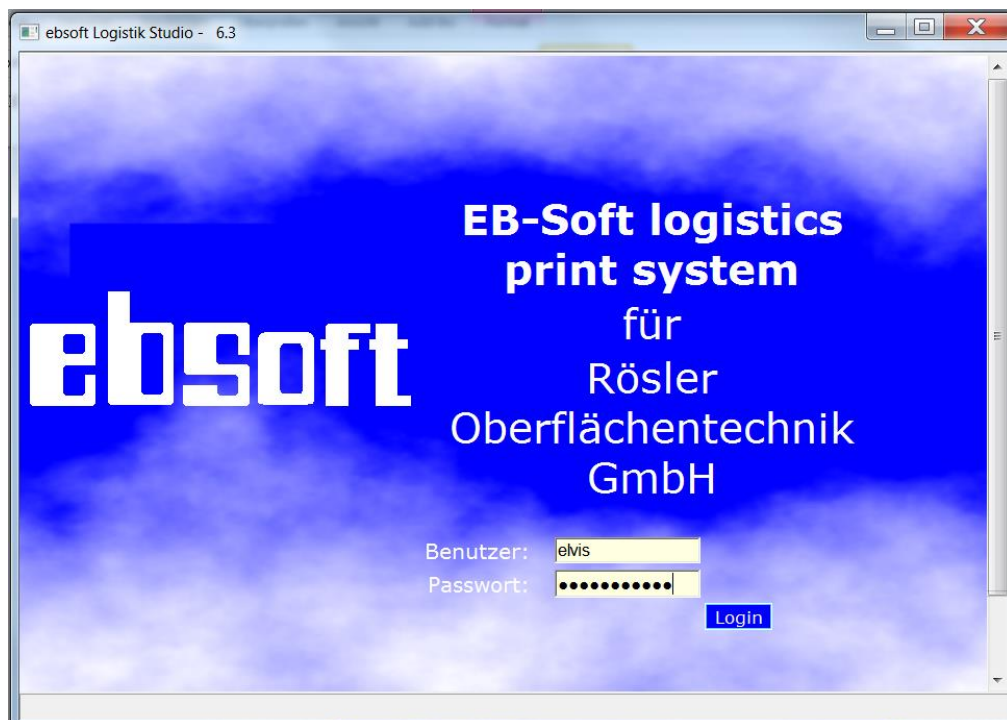 ebsoft Logistik Studio - 6.3
ebsoft
EB-Soft logistics
print system
für
Rösler
Oberflächentechnik
GmbH
Benutzer: elvis
Passwort: ●●●●●●●●●●●
Login